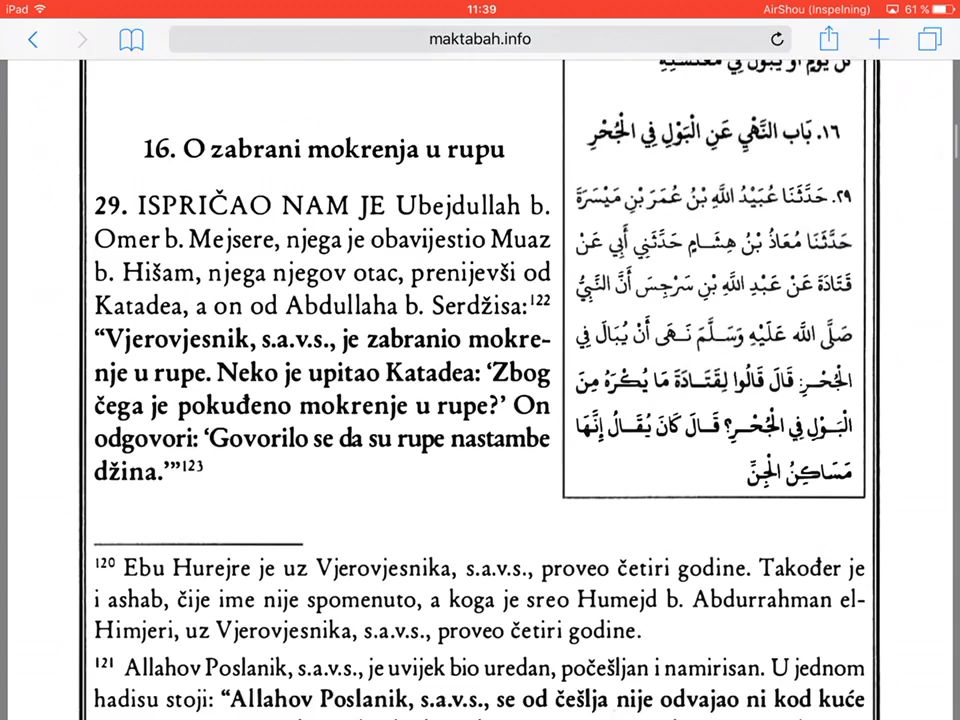 iPad
11:39
AirShou (Inspelning)
61 %
maktabah.info
16. O zabrani mokrenja u rupu
29. ISPRIČAO NAM JE Ubejdullah b.
Omer b. Mejsere, njega je obavijestio Muaz
b. Hišam, njega njegov otac, prenijevši od
Katadea, a on od Abdullaha b. Serdžisa:¹²²
“Vjerovjesnik, s.a.v.s., je zabranio mokre-
nje u rupe. Neko je upitao Katadea: ‘Zbog
čega je pokuđeno mokrenje u rupe?’ On
odgovori: ‘Govorilo se da su rupe nastambe
džina.’”¹²³
كل يوم أو يبول في مغتسله
١٦. بَاب النَّهْيِ عَنِ الْبَوْلِ فِي الْجُحْرِ
٢٩. حَدَّثَنَا عُبَيْدُ اللَّهِ بْنُ عُمَرَ بْنِ مَيْسَرَةَ
حَدَّثَنَا مُعَاذُ بْنُ هِشَامٍ حَدَّثَنِي أَبِي عَنْ
قَتَادَةَ عَنْ عَبْدِ اللَّهِ بْنِ سَرْجِسَ أَنَّ النَّبِيَّ
صَلَّى اللَّه عَلَيْهِ وَسَلَّمَ نَهَى أَنْ يُبَالَ فِي
الْجُحْرِ: قَالَ قَالُوا لِقَتَادَةَ مَا يُكْرَهُ مِنَ
الْبَوْلِ فِي الْجُحْرِ؟ قَالَ كَانَ يُقَالُ إِنَّهَا
مَسَاكِنُ الْجِنِّ
¹²⁰ Ebu Hurejre je uz Vjerovjesnika, s.a.v.s., proveo četiri godine. Također je
i ashab, čije ime nije spomenuto, a koga je sreo Humejd b. Abdurrahman el-
Himjeri, uz Vjerovjesnika, s.a.v.s., proveo četiri godine.
¹²¹ Allahov Poslanik, s.a.v.s., je uvijek bio uredan, počešljan i namirisan. U jednom
hadisu stoji: “Allahov Poslanik, s.a.v.s., se od češlja nije odvajao ni kod kuće